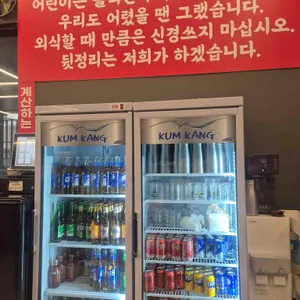 우리도 어렸을 땐 그랬습니다.
외식할 때 만큼은 신경쓰지 마십시오.
뒷정리는 저희가 하겠습니다.
계산하는
KUM KANG
KUM KANG